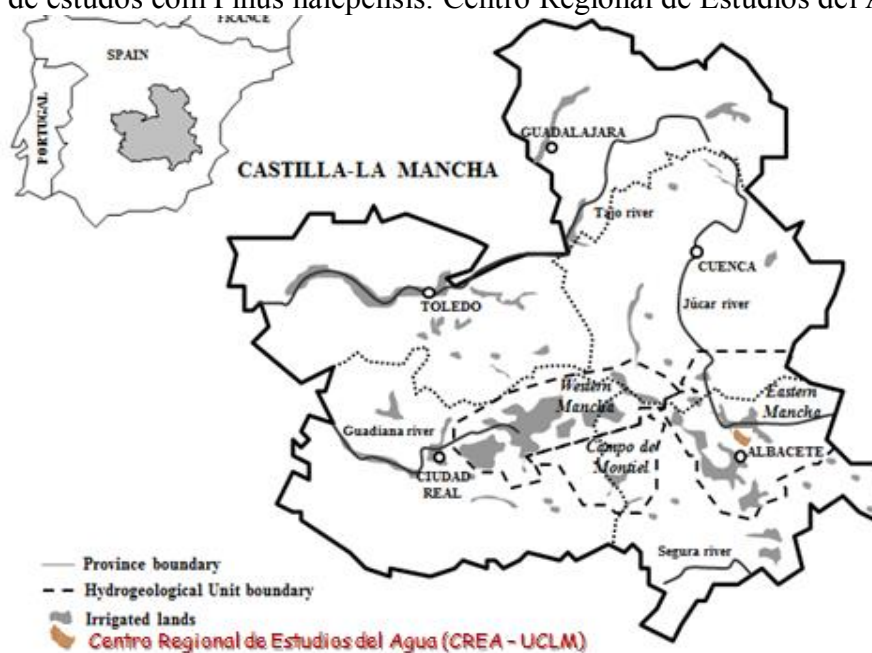 de estudos com Pinus halepensis. Centro Regional de Estudios del A
FRANCE
SPAIN
PORTUGAL
CASTILLA-LA MANCHA
GUADALAJARA
Tajo river
CUENCA
TOLEDO
Júcar river
Western
Mancha
Eastern
Mancha
Guadiana river
Campo de
Montiel
ALBACETE
CIUDAD
REAL
Segura river
Province boundary
Hydrogeological Unit boundary
Irrigated lands
Centro Regional de Estudios del Agua (CREA - UCLM)